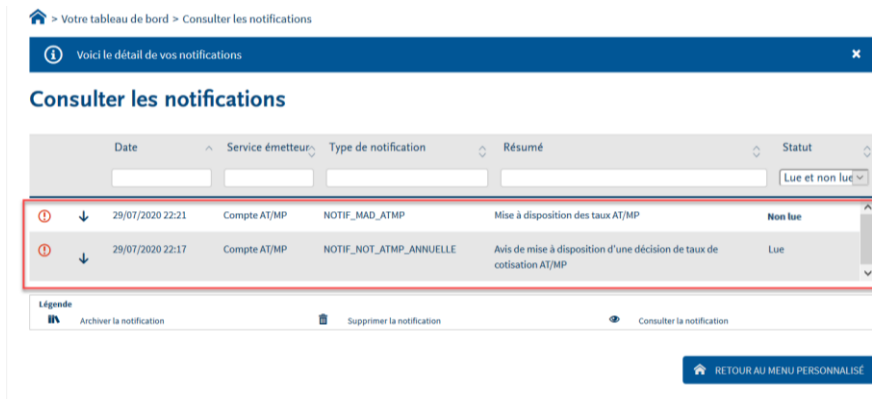 > Votre tableau de bord > Consulter les notifications
Voici le détail de vos notifications
Consulter les notifications
Date Service émetteur Type de notification Résumé Statut
Lue et non lue
29/07/2020 22:21 Compte AT/MP NOTIF_MAD_ATMP Mise à disposition des taux AT/MP Non lue
29/07/2020 22:17 Compte AT/MP NOTIF_NOT_ATMP_ANNUELLE Avis de mise à disposition d'une décision de taux de Lue
cotisation AT/MP
Légende
Archiver la notification Supprimer la notification Consulter la notification
RETOUR AU MENU PERSONNALISÉ